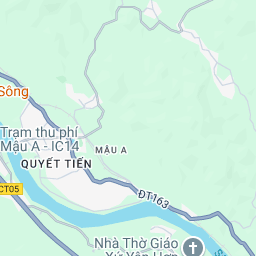 Sông
Trạm thu phí
Mậu A - IC14
MẬU A
QUYẾT TIẾN
ĐT163
CT05
Nhà Thờ Giáo
Xứ Yên Hợp